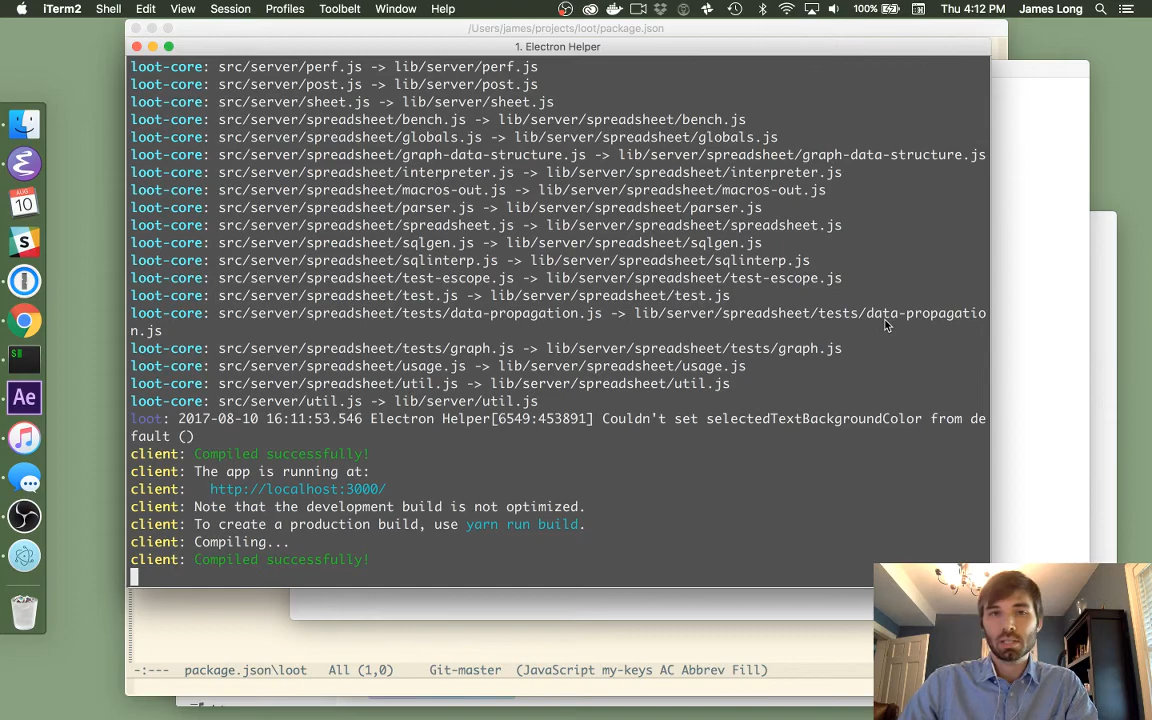 iTerm2 Shell Edit View Session Profiles Toolbelt Window Help 100% Thu 4:12 PM James Long
/Users/james/projects/loot/package.json
1. Electron Helper
loot-core: src/server/perf.js -> lib/server/perf.js
loot-core: src/server/post.js -> lib/server/post.js
loot-core: src/server/sheet.js -> lib/server/sheet.js
loot-core: src/server/spreadsheet/bench.js -> lib/server/spreadsheet/bench.js
loot-core: src/server/spreadsheet/globals.js -> lib/server/spreadsheet/globals.js
loot-core: src/server/spreadsheet/graph-data-structure.js -> lib/server/spreadsheet/graph-data-structure.js
loot-core: src/server/spreadsheet/interpreter.js -> lib/server/spreadsheet/interpreter.js
loot-core: src/server/spreadsheet/macros-out.js -> lib/server/spreadsheet/macros-out.js
loot-core: src/server/spreadsheet/parser.js -> lib/server/spreadsheet/parser.js
loot-core: src/server/spreadsheet/spreadsheet.js -> lib/server/spreadsheet/spreadsheet.js
loot-core: src/server/spreadsheet/sqlgen.js -> lib/server/spreadsheet/sqlgen.js
loot-core: src/server/spreadsheet/sqlinterp.js -> lib/server/spreadsheet/sqlinterp.js
loot-core: src/server/spreadsheet/test-escope.js -> lib/server/spreadsheet/test-escope.js
loot-core: src/server/spreadsheet/test.js -> lib/server/spreadsheet/test.js
loot-core: src/server/spreadsheet/tests/data-propagation.js -> lib/server/spreadsheet/tests/data-propagatio
n.js
loot-core: src/server/spreadsheet/tests/graph.js -> lib/server/spreadsheet/tests/graph.js
loot-core: src/server/spreadsheet/usage.js -> lib/server/spreadsheet/usage.js
loot-core: src/server/spreadsheet/util.js -> lib/server/spreadsheet/util.js
loot-core: src/server/util.js -> lib/server/util.js
loot: 2017-08-10 16:11:53.546 Electron Helper[6549:453891] Couldn't set selectedTextBackgroundColor from de
fault ()
client: Compiled successfully!
client: The app is running at:
client: http://localhost:3000/
client: Note that the development build is not optimized.
client: To create a production build, use yarn run build.
client: Compiling...
client: Compiled successfully!
-:--- package.json\loot All (1,0) Git-master (JavaScript my-keys AC Abbrev Fill)
AUG
10
S
$
Ae